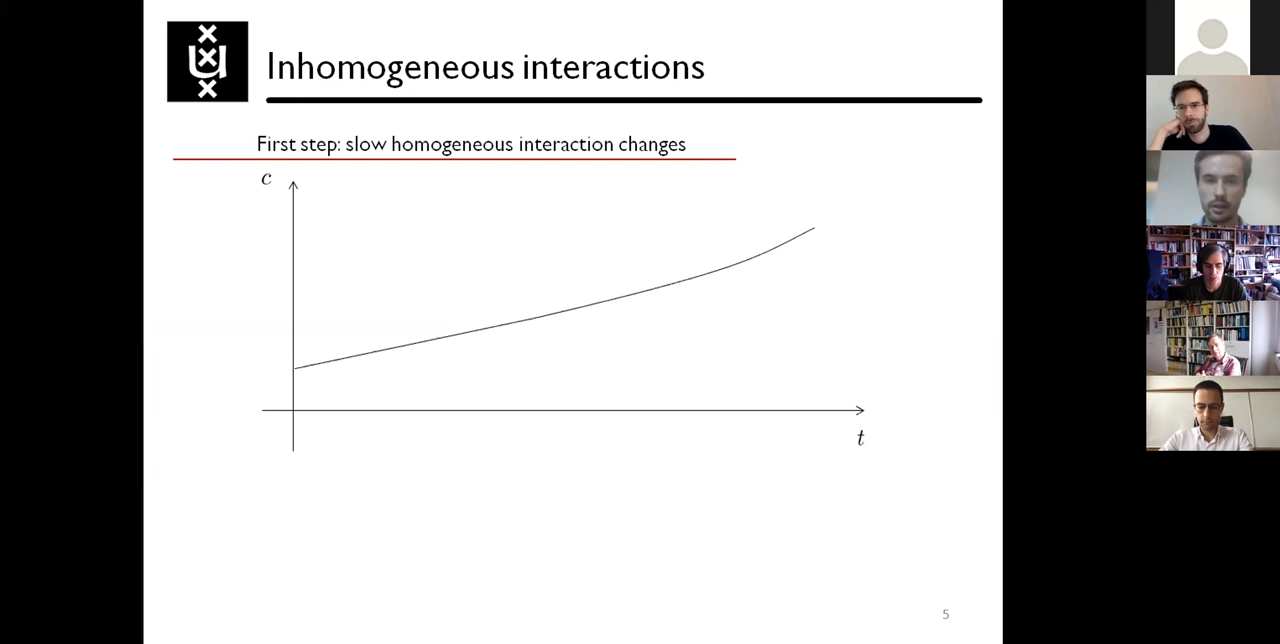 Inhomogeneous interactions
First step: slow homogeneous interaction changes
c
t
5